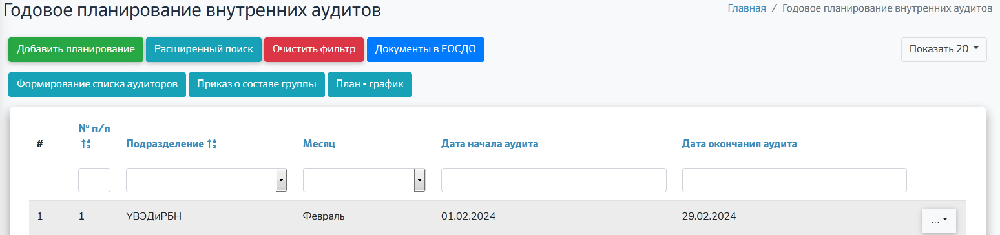 Годовое планирование внутренних аудитов
Главная / Годовое планирование внутренних аудитов
Добавить планирование Расширенный поиск Очистить фильтр Документы в ЕОСДО Показать 20
Формирование списка аудиторов Приказ о составе группы План - график
№ п/п
# Подразделение Месяц Дата начала аудита Дата окончания аудита
1 1 УВЭДиРБН Февраль 01.02.2024 29.02.2024 ...